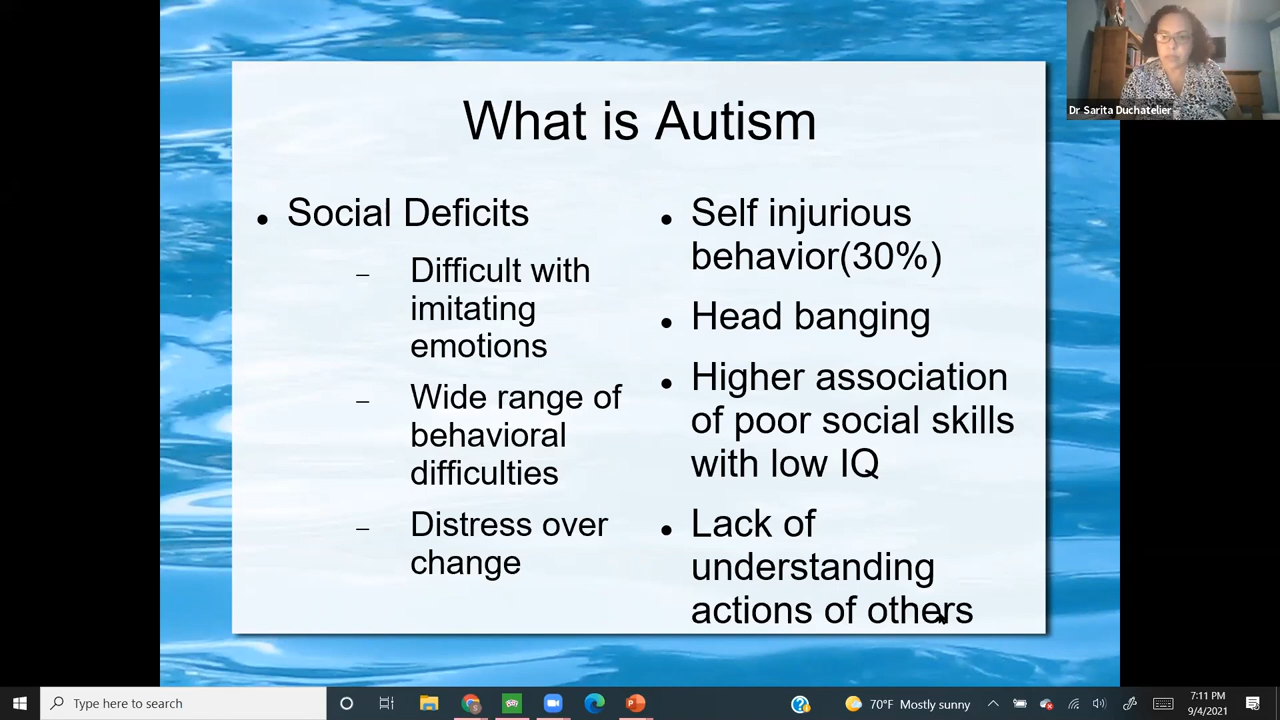 Dr Sarita Duchatelier
What is Autism
Social Deficits
– Difficult with
imitating
emotions
– Wide range of
behavioral
difficulties
– Distress over
change
Self injurious
behavior(30%)
Head banging
Higher association
of poor social skills
with low IQ
Lack of
understanding
actions of others
Type here to search
70°F Mostly sunny
7:11 PM
9/4/2021